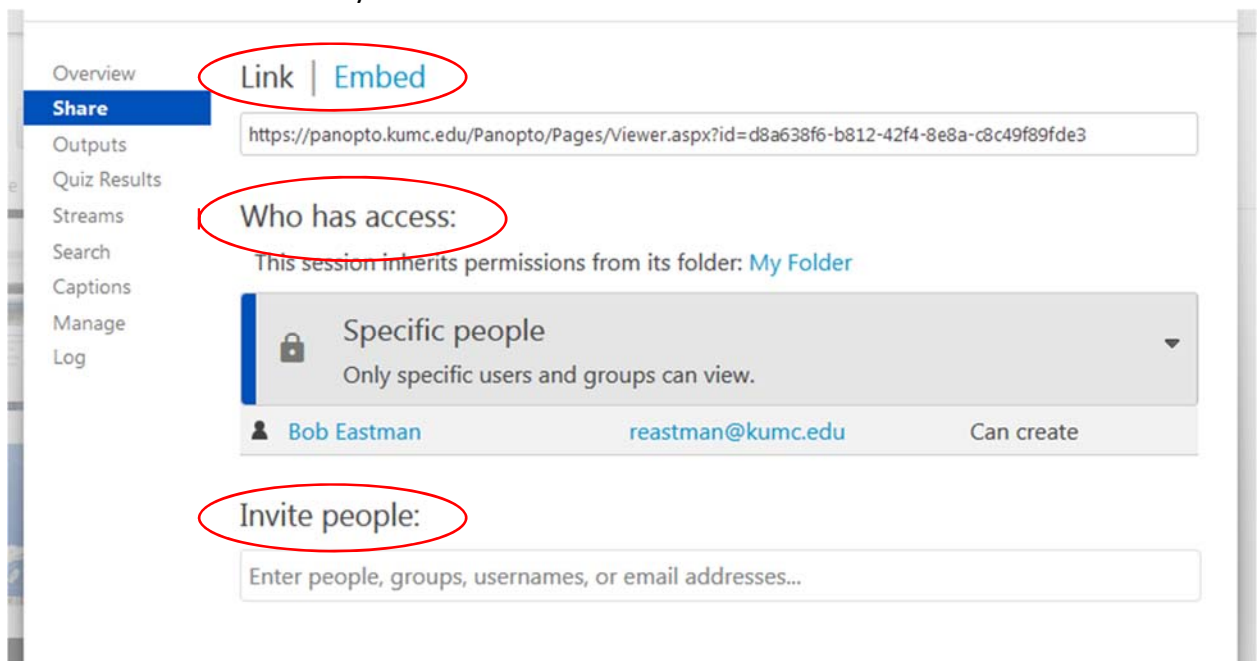 Overview
Share
Outputs
Quiz Results
Streams
Search
Captions
Manage
Log
Link | Embed
https://panopto.kumc.edu/Panopto/Pages/Viewer.aspx?id=d8a638f6-b812-42f4-8e8a-c8c49f89fde3
Who has access:
This session inherits permissions from its folder: My Folder
Specific people
Only specific users and groups can view.
Bob Eastman reastman@kumc.edu Can create
Invite people:
Enter people, groups, usernames, or email addresses...